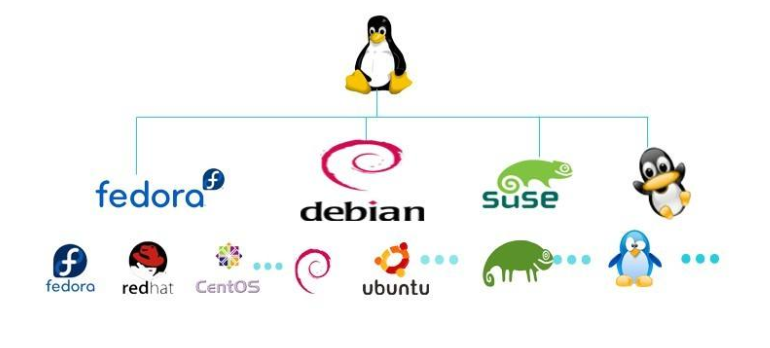 fedora
debian
suse
fedora
redhat
CentOS
ubuntu